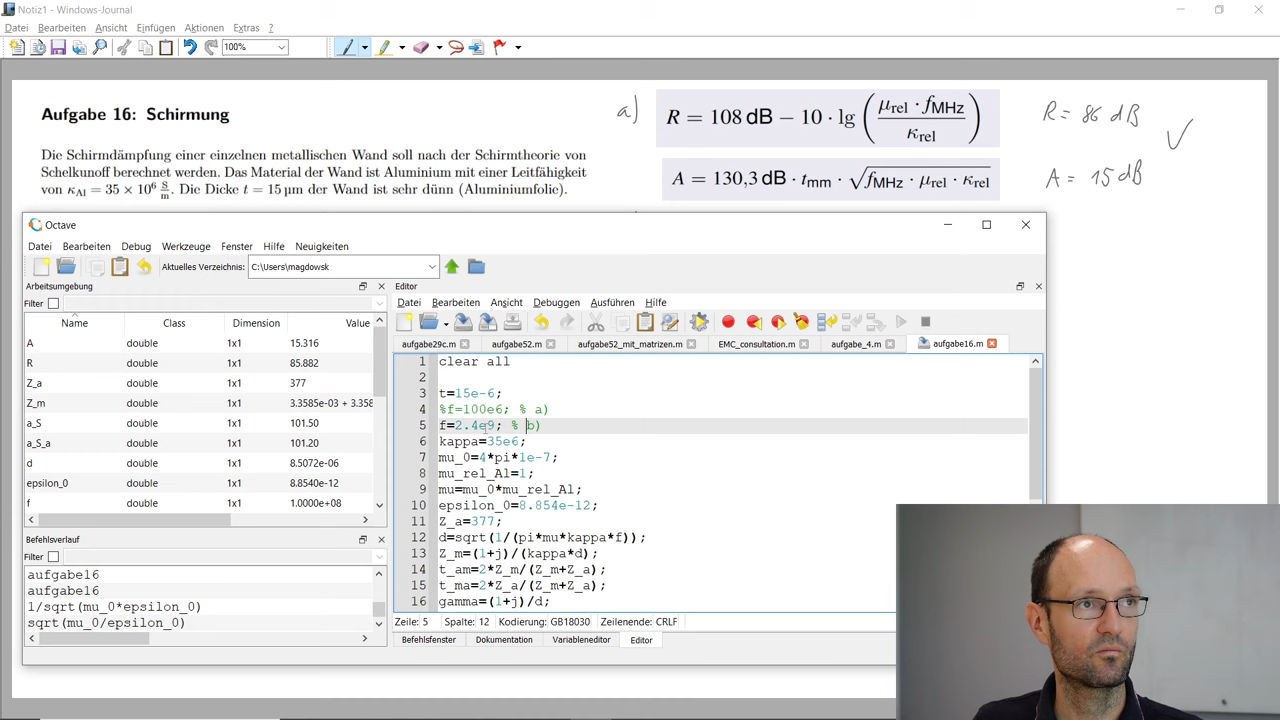 Notiz1 - Windows-Journal
Datei Bearbeiten Ansicht Einfügen Aktionen Extras ?
100%
Aufgabe 16: Schirmung
Die Schirmdämpfung einer einzelnen metallischen Wand soll nach der Schirmtheorie von
Schelkunoff berechnet werden. Das Material der Wand ist Aluminium mit einer Leitfähigkeit
von κAl = 35 × 10⁶ S/m. Die Dicke t = 15 µm der Wand ist sehr dünn (Aluminiumfolie).
a)
R = 108 dB − 10 · lg (μrel · fMHz / κrel)
A = 130,3 dB · tmm · √(fMHz · μrel · κrel)
R = 86 dB ✓
A = 15 dB
Octave
Datei Bearbeiten Debug Werkzeuge Fenster Hilfe Neuigkeiten
Aktuelles Verzeichnis: C:\Users\magdowsk
Arbeitsumgebung
Filter
Name Class Dimension Value
A double 1x1 15.316
R double 1x1 85.882
Z_a double 1x1 377
Z_m double 1x1 3.3585e-03 + 3.335
a_S double 1x1 101.50
a_S_a double 1x1 101.20
d double 1x1 8.5072e-06
epsilon_0 double 1x1 8.8540e-12
f double 1x1 1.0000e+08
Befehlsverlauf
Filter
aufgabe16
aufgabe16
1/sqrt(mu_0*epsilon_0)
sqrt(mu_0/epsilon_0)
Editor
Datei Bearbeiten Ansicht Debuggen Ausführen Hilfe
aufgabe29c.m aufgabe52.m aufgabe52_mit_matrizen.m EMC_consultation.m aufgabe_4.m aufgabe16.m
1 clear all
2
3 t=15e-6;
4 %f=100e6; % a)
5 f=2.4e9; % b)
6 kappa=35e6;
7 mu_0=4*pi*1e-7;
8 mu_rel_Al=1;
9 mu=mu_0*mu_rel_Al;
10 epsilon_0=8.854e-12;
11 Z_a=377;
12 d=sqrt(1/(pi*mu*kappa*f));
13 Z_m=(1+j)/(kappa*d);
14 t_am=2*Z_m/(Z_m+Z_a);
15 t_ma=2*Z_a/(Z_m+Z_a);
16 gamma=(1+j)/d;
Zeile: 5 Spalte: 12 Kodierung: GB18030 Zeilenende: CRLF
Befehlsfenster Dokumentation Variableneditor Editor